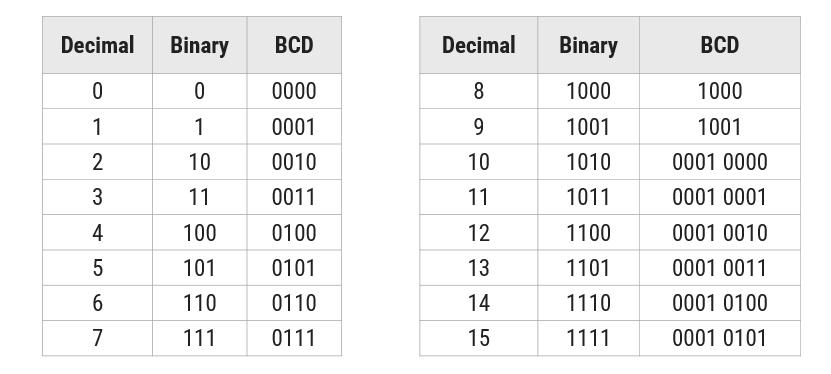 Decimal Binary BCD
0 0 0000
1 1 0001
2 10 0010
3 11 0011
4 100 0100
5 101 0101
6 110 0110
7 111 0111
Decimal Binary BCD
8 1000 1000
9 1001 1001
10 1010 0001 0000
11 1011 0001 0001
12 1100 0001 0010
13 1101 0001 0011
14 1110 0001 0100
15 1111 0001 0101